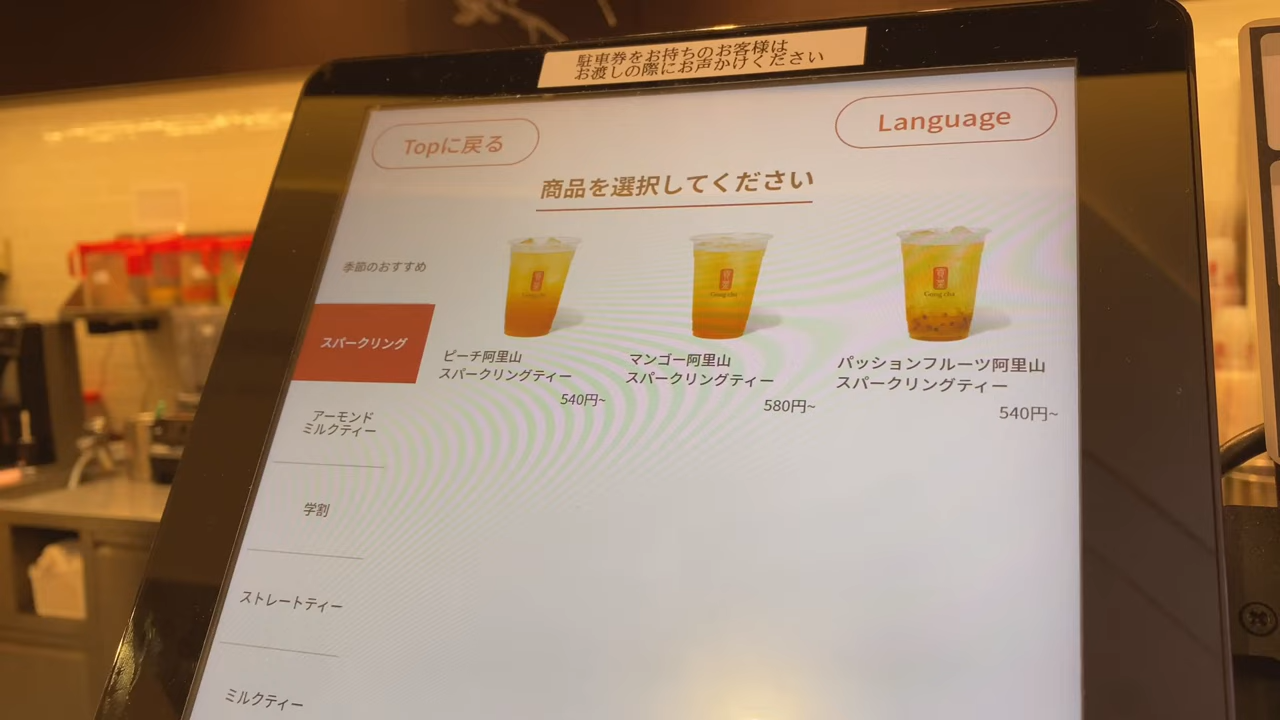 駐車券をお持ちのお客様は
お渡しの際にお声かけください
Topに戻る
Language
商品を選択してください
季節のおすすめ
スパークリング
アーモンド
ミルクティー
学割
ストレートティー
ミルクティー
ピーチ阿里山
スパークリングティー
540円~
マンゴー阿里山
スパークリングティー
580円~
パッションフルーツ阿里山
スパークリングティー
540円~